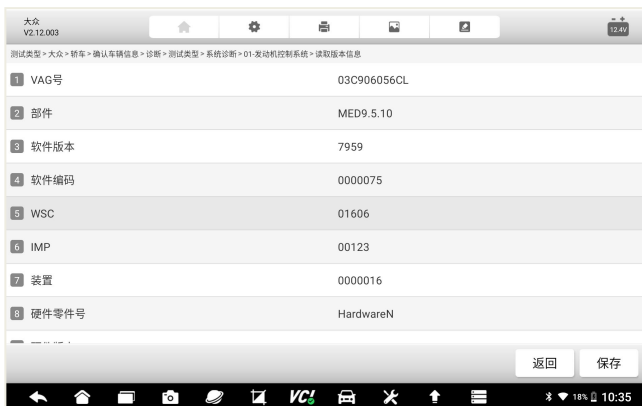 大众
V2.12.003
12.4V
测试类型 > 大众 > 轿车 > 确认车辆信息 > 诊断 > 测试类型 > 系统诊断 > 01-发动机控制系统 > 读取版本信息
1 VAG号 03C906056CL
2 部件 MED9.5.10
3 软件版本 7959
4 软件编码 0000075
5 WSC 01606
6 IMP 00123
7 装置 0000016
8 硬件零件号 HardwareN
返回 保存
VCI 18% 10:35